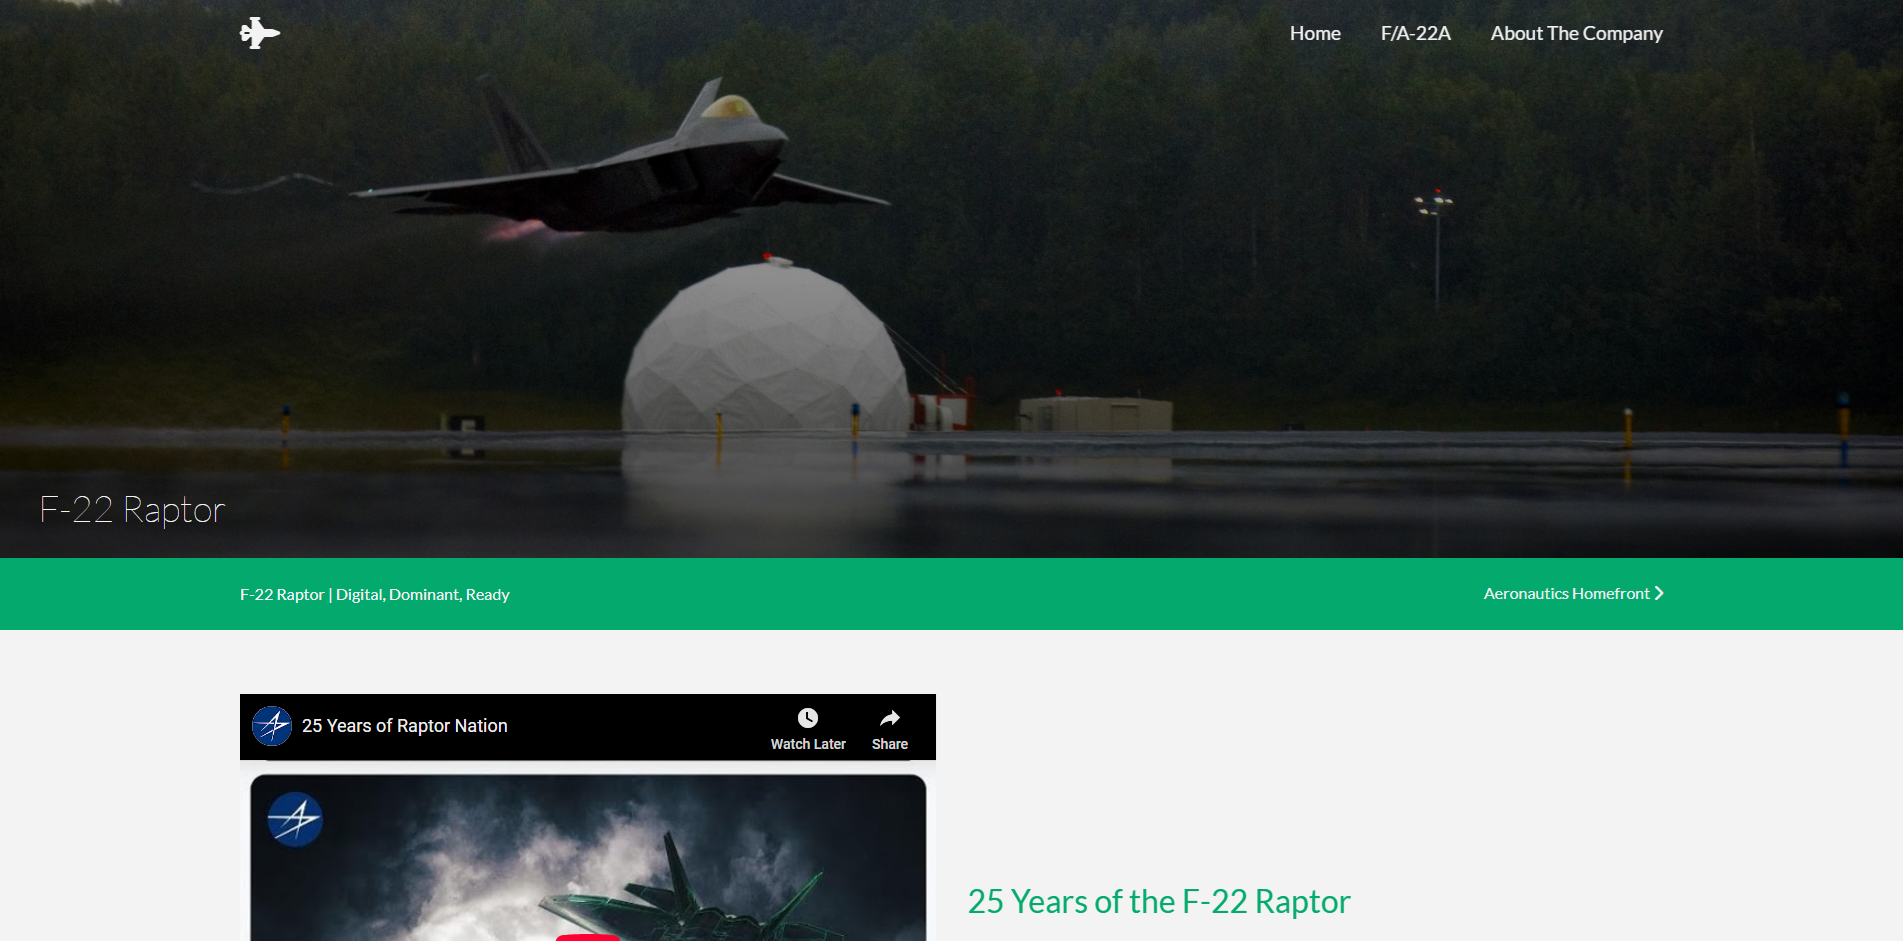 Home
F/A-22A
About The Company
F-22 Raptor
F-22 Raptor | Digital, Dominant, Ready
Aeronautics Homefront
25 Years of Raptor Nation
Watch Later
Share
25 Years of the F-22 Raptor